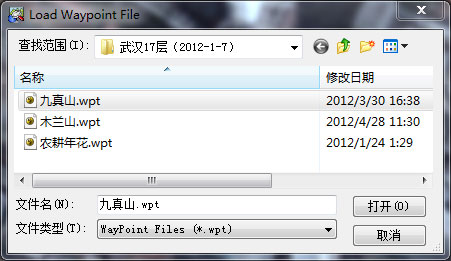 Load Waypoint File
查找范围(I): 武汉17层（2012-1-7）
名称 修改日期
九真山.wpt 2012/3/30 16:38
木兰山.wpt 2012/4/28 11:30
农耕年花.wpt 2012/1/24 1:29
文件名(N): 九真山.wpt 打开(O)
文件类型(T): WayPoint Files (*.wpt) 取消